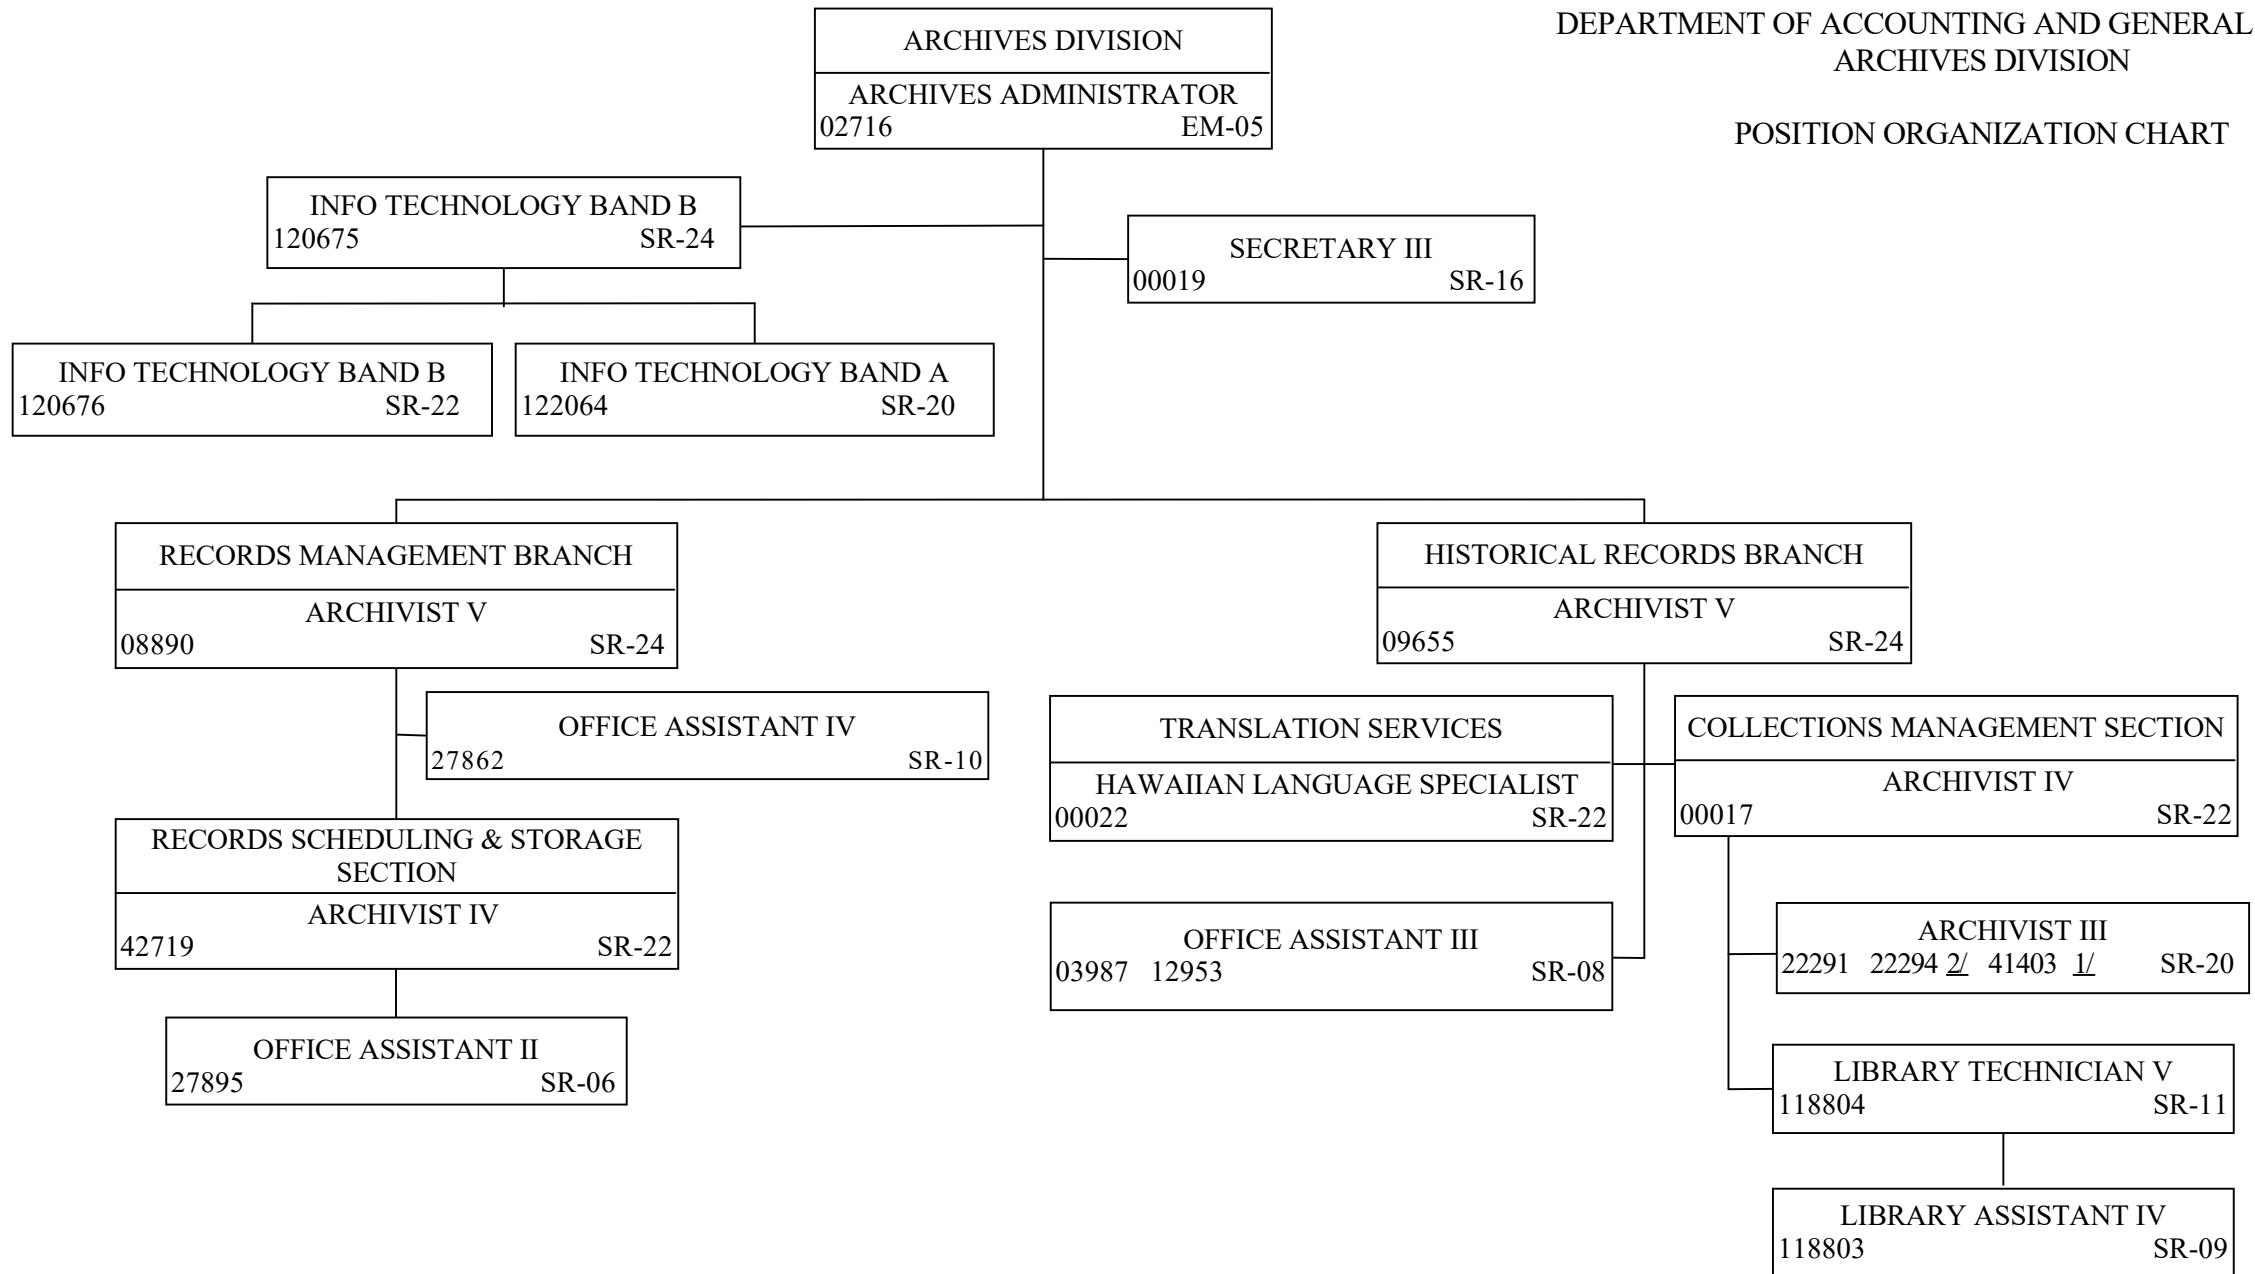 DEPARTMENT OF ACCOUNTING AND GENERAL
ARCHIVES DIVISION
POSITION ORGANIZATION CHART
ARCHIVES DIVISION
ARCHIVES ADMINISTRATOR
02716 EM-05
INFO TECHNOLOGY BAND B
120675 SR-24
SECRETARY III
00019 SR-16
INFO TECHNOLOGY BAND B
120676 SR-22
INFO TECHNOLOGY BAND A
122064 SR-20
RECORDS MANAGEMENT BRANCH
ARCHIVIST V
08890 SR-24
OFFICE ASSISTANT IV
27862 SR-10
RECORDS SCHEDULING & STORAGE
SECTION
ARCHIVIST IV
42719 SR-22
OFFICE ASSISTANT II
27895 SR-06
HISTORICAL RECORDS BRANCH
ARCHIVIST V
09655 SR-24
TRANSLATION SERVICES
HAWAIIAN LANGUAGE SPECIALIST
00022 SR-22
COLLECTIONS MANAGEMENT SECTION
ARCHIVIST IV
00017 SR-22
OFFICE ASSISTANT III
03987 12953 SR-08
ARCHIVIST III
22291 22294 2/ 41403 1/ SR-20
LIBRARY TECHNICIAN V
118804 SR-11
LIBRARY ASSISTANT IV
118803 SR-09